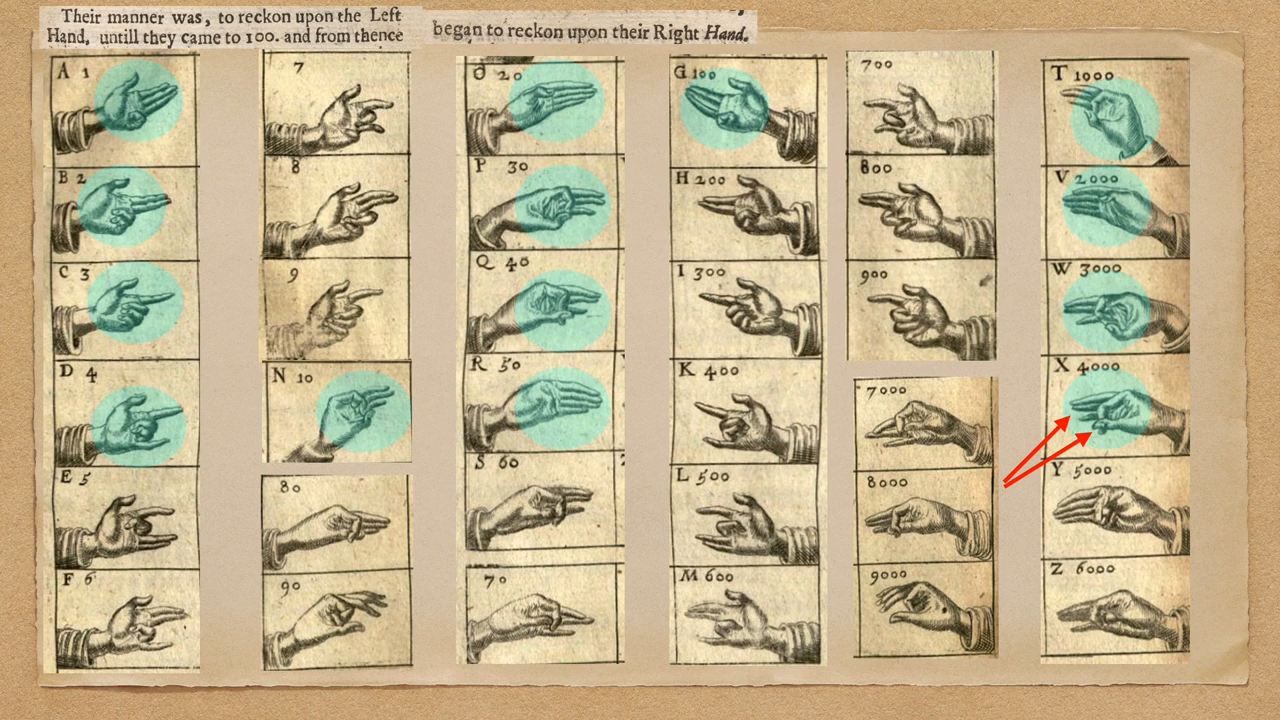 Their manner was, to reckon upon the Left
Hand, untill they came to 100. and from thence
began to reckon upon their Right Hand.
A 1
B 2
C 3
D 4
E 5
F 6
7
8
9
N 10
80
90
O 20
P 30
Q 40
R 50
S 60
70
G 100
H 200
I 300
K 400
L 500
M 600
700
800
900
7000
8000
9000
T 1000
V 2000
W 3000
X 4000
Y 5000
Z 6000